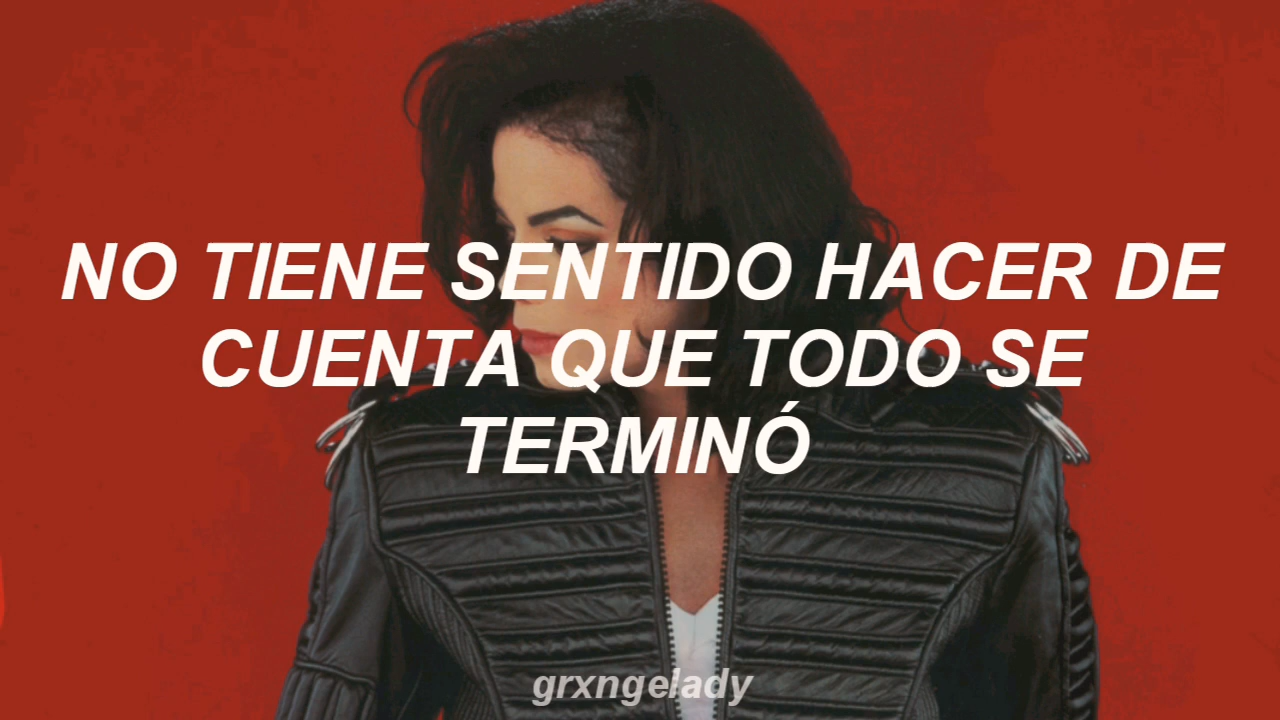 NO TIENE SENTIDO HACER DE
CUENTA QUE TODO SE
TERMINÓ
grxngelady